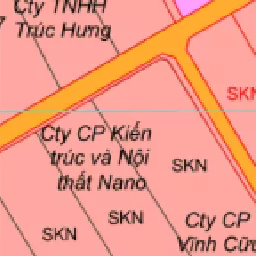 Cty TNHH
Trúc Hưng
SKN
Cty CP Kiến
trúc và Nội
thất Nano
SKN
SKN
SKN
Cty CP
Vĩnh Cửu